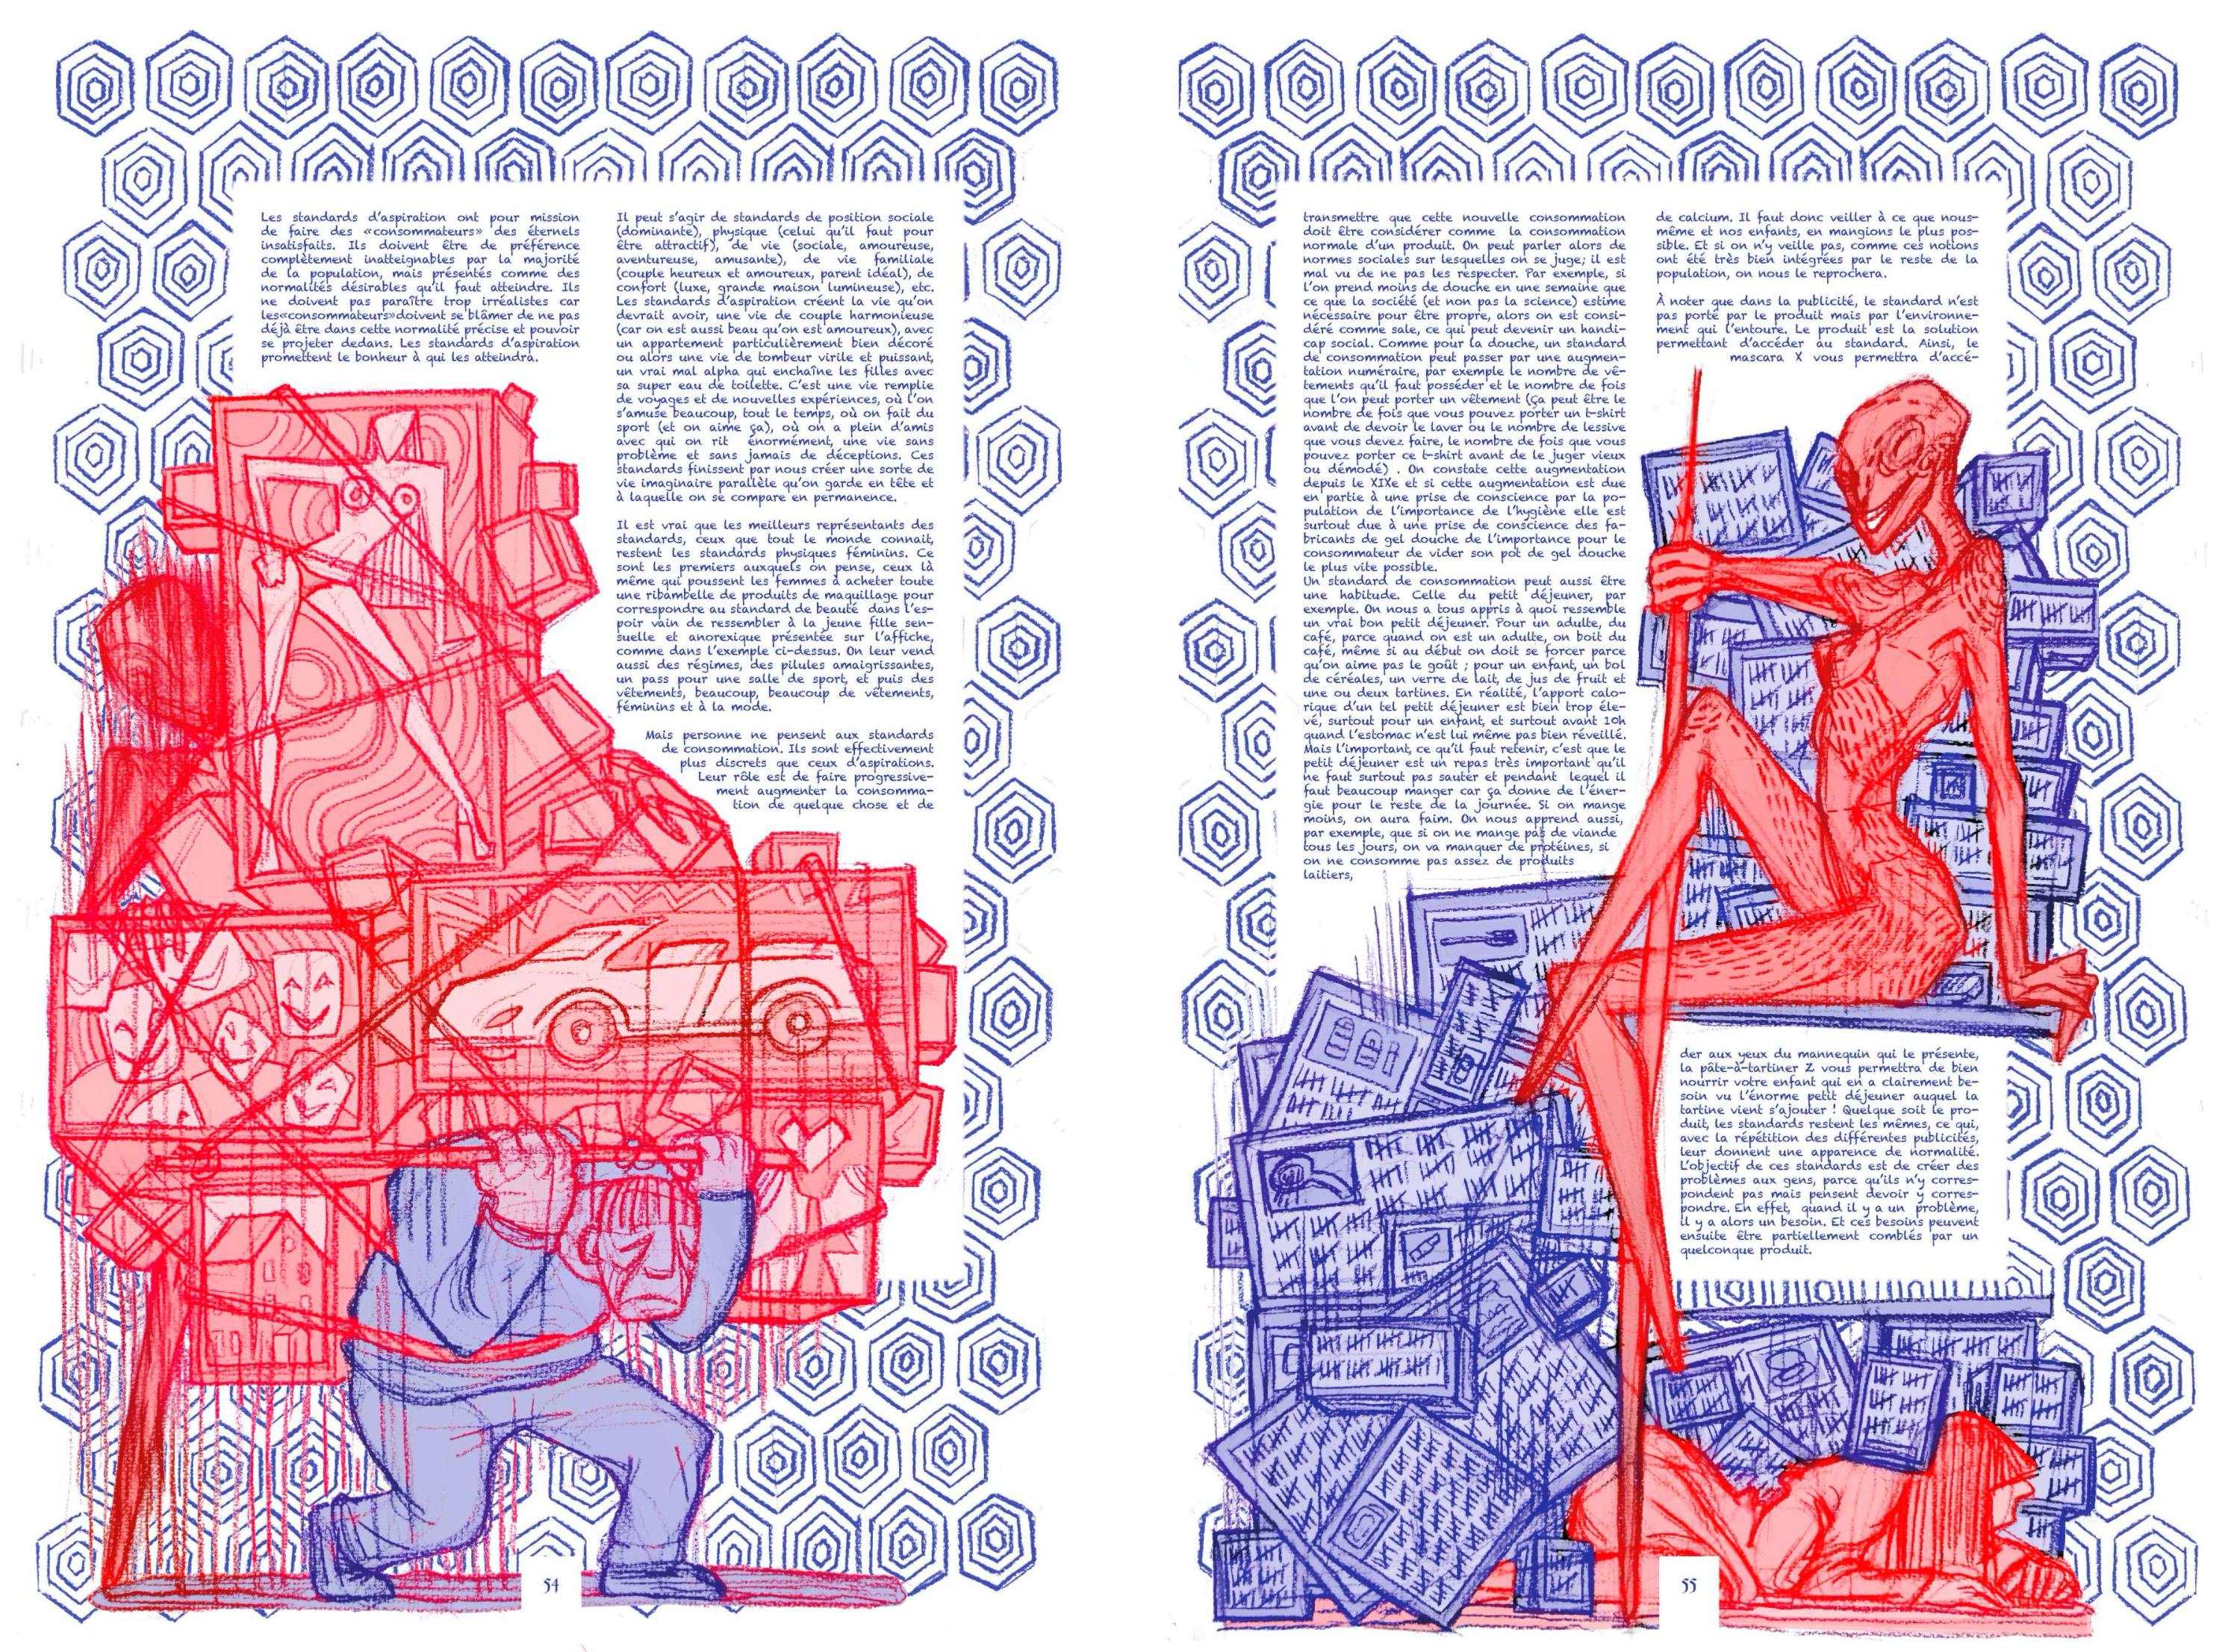 Les standards d'aspiration ont pour mission
de faire des «consommateurs» des éternels
insatisfaits. Ils doivent être de préférence
complètement inatteignables par la majorité
de la population, mais présentés comme des
normalités désirables qu'il faut atteindre. Ils
ne doivent pas paraître trop irréalistes car
les«consommateurs»doivent se blâmer de ne pas
déjà être dans cette normalité précise et pouvoir
se projeter dedans. Les standards d'aspiration
promettent le bonheur à qui les atteindra.
Il peut s'agir de standards de position sociale
(dominante), physique (celui qu'il faut pour
être attractif), de vie (sociale, amoureuse,
aventureuse, amusante), de vie familiale
(couple heureux et amoureux, parent idéal), de
confort (luxe, grande maison lumineuse), etc.
Les standards d'aspiration créent la vie qu'on
devrait avoir, une vie de couple harmonieuse
(car on est aussi beau qu'on est amoureux), avec
un appartement particulièrement bien décoré
ou alors une vie de tombeur virile et puissant,
un vrai mal alpha qui enchaîne les filles avec
sa super eau de toilette. C'est une vie remplie
de voyages et de nouvelles expériences, où l'on
s'amuse beaucoup, tout le temps, où on fait du
sport (et on aime ça), où on a plein d'amis
avec qui on rit énormément, une vie sans
problème et sans jamais de déceptions. Ces
standards finissent par nous créer une sorte de
vie imaginaire parallèle qu'on garde en tête et
à laquelle on se compare en permanence.
Il est vrai que les meilleurs représentants des
standards, ceux que tout le monde connait,
restent les standards physiques féminins. Ce
sont les premiers auxquels on pense, ceux là
même qui poussent les femmes à acheter toute
une ribambelle de produits de maquillage pour
correspondre au standard de beauté dans l'es-
poir vain de ressembler à la jeune fille sen-
suelle et anorexique présentée sur l'affiche,
comme dans l'exemple ci-dessus. On leur vend
aussi des régimes, des pilules amaigrissantes,
un pass pour une salle de sport, et puis des
vêtements, beaucoup, beaucoup de vêtements,
féminins et à la mode.
Mais personne ne pensent aux standards
de consommation. Ils sont effectivement
plus discrets que ceux d'aspirations.
Leur rôle est de faire progressive-
ment augmenter la consomma-
tion de quelque chose et de
54
transmettre que cette nouvelle consommation
doit être considérer comme la consommation
normale d'un produit. On peut parler alors de
normes sociales sur lesquelles on se juge; il est
mal vu de ne pas les respecter. Par exemple, si
l'on prend moins de douche en une semaine que
ce que la société (et non pas la science) estime
nécessaire pour être propre, alors on est consi-
déré comme sale, ce qui peut devenir un handi-
cap social. Comme pour la douche, un standard
de consommation peut passer par une augmen-
tation numéraire, par exemple le nombre de vê-
tements qu'il faut posséder et le nombre de fois
que l'on peut porter un vêtement (ça peut être le
nombre de fois que vous pouvez porter un t-shirt
avant de devoir le laver ou le nombre de lessive
que vous devez faire, le nombre de fois que vous
pouvez porter ce t-shirt avant de le juger vieux
ou démodé) . On constate cette augmentation
depuis le XIXe et si cette augmentation est due
en partie à une prise de conscience par la po-
pulation de l'importance de l'hygiène elle est
surtout due à une prise de conscience des fa-
bricants de gel douche de l'importance pour le
consommateur de vider son pot de gel douche
le plus vite possible.
Un standard de consommation peut aussi être
une habitude. Celle du petit déjeuner, par
exemple. On nous a tous appris à quoi ressemble
un vrai bon petit déjeuner. Pour un adulte, du
café, parce quand on est un adulte, on boit du
café, même si au début on doit se forcer parce
qu'on aime pas le goût ; pour un enfant, un bol
de céréales, un verre de lait, de jus de fruit et
une ou deux tartines. En réalité, l'apport calo-
rique d'un tel petit déjeuner est bien trop éle-
vé, surtout pour un enfant, et surtout avant 10h
quand l'estomac n'est lui même pas bien réveillé.
Mais l'important, ce qu'il faut retenir, c'est que le
petit déjeuner est un repas très important qu'il
ne faut surtout pas sauter et pendant lequel il
faut beaucoup manger car ça donne de l'éner-
gie pour le reste de la journée. Si on mange
moins, on aura faim. On nous apprend aussi,
par exemple, que si on ne mange pas de viande
tous les jours, on va manquer de protéines, si
on ne consomme pas assez de produits
laitiers,
de calcium. Il faut donc veiller à ce que nous-
même et nos enfants, en mangions le plus pos-
sible. Et si on n'y veille pas, comme ces notions
ont été très bien intégrées par le reste de la
population, on nous le reprochera.
À noter que dans la publicité, le standard n'est
pas porté par le produit mais par l'environne-
ment qui l'entoure. Le produit est la solution
permettant d'accéder au standard. Ainsi, le
mascara X vous permettra d'accé-
der aux yeux du mannequin qui le présente,
la pâte-à-tartiner Z vous permettra de bien
nourrir votre enfant qui en a clairement be-
soin vu l'énorme petit déjeuner auquel la
tartine vient s'ajouter ! Quelque soit le pro-
duit, les standards restent les mêmes, ce qui,
avec la répétition des différentes publicités,
leur donnent une apparence de normalité.
L'objectif de ces standards est de créer des
problèmes aux gens, parce qu'ils n'y corres-
pondent pas mais pensent devoir y corres-
pondre. En effet, quand il y a un problème,
il y a alors un besoin. Et ces besoins peuvent
ensuite être partiellement comblés par un
quelconque produit.
55